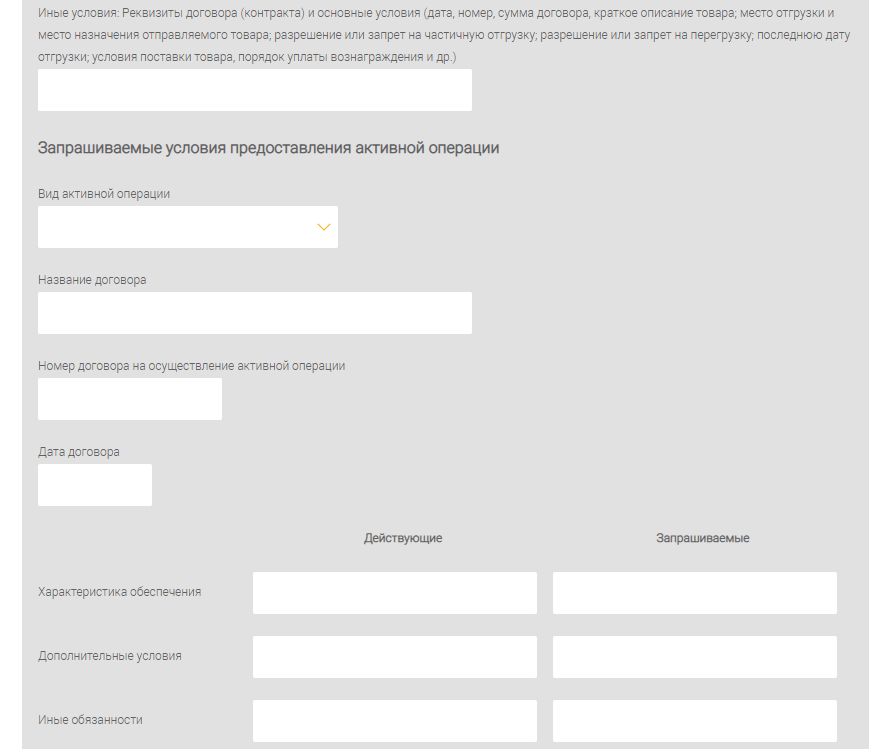 Иные условия: Реквизиты договора (контракта) и основные условия (дата, номер, сумма договора, краткое описание товара; место отгрузки и
место назначения отправляемого товара; разрешение или запрет на частичную отгрузку; разрешение или запрет на перегрузку; последнюю дату
отгрузки; условия поставки товара, порядок уплаты вознаграждения и др.)
Запрашиваемые условия предоставления активной операции
Вид активной операции
Название договора
Номер договора на осуществление активной операции
Дата договора
Действующие Запрашиваемые
Характеристика обеспечения
Дополнительные условия
Иные обязанности